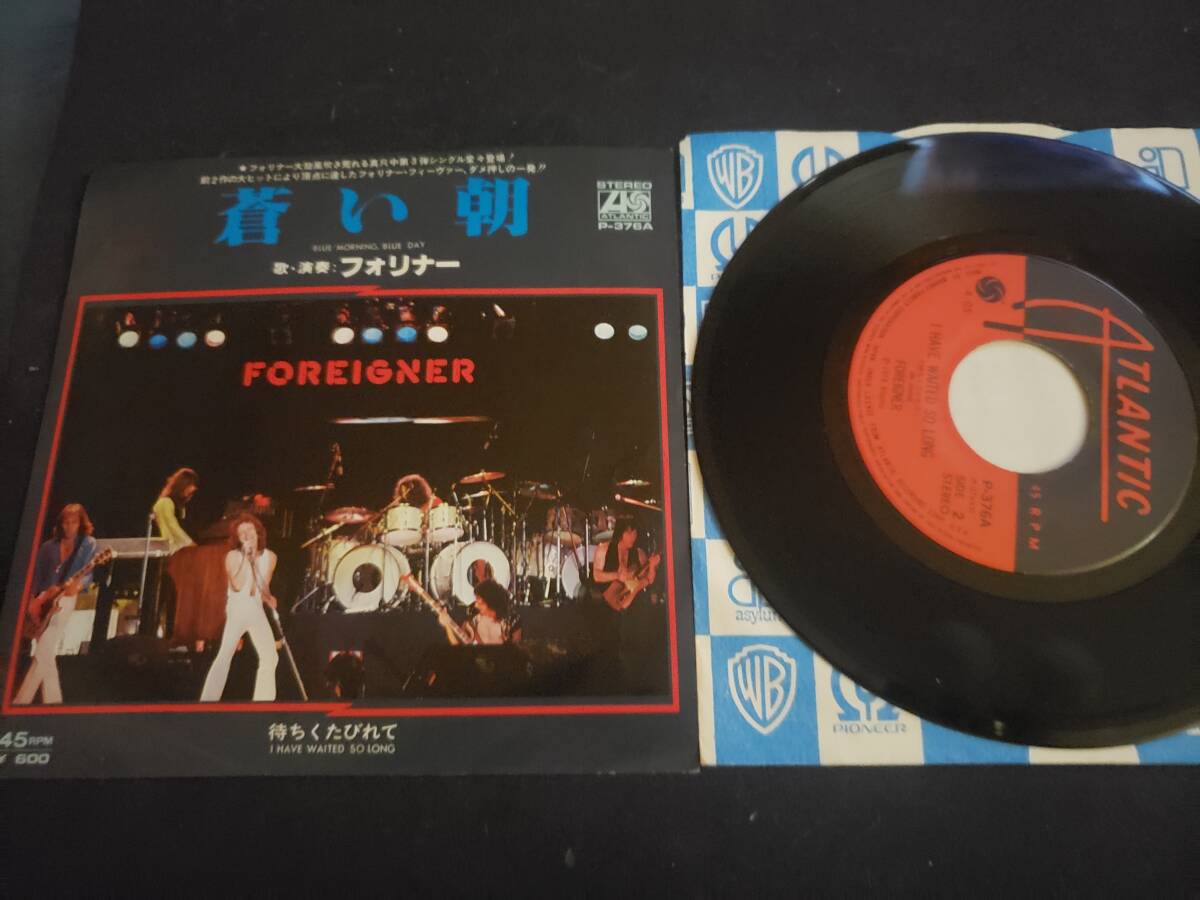 ★フォリナー大旋風吹き荒れる真只中第3弾シングル堂々登場！
前2作の大ヒットにより頂点に達したフォリナー・フィーヴァー、ダメ押しの一発!!
蒼い朝
BLUE MORNING, BLUE DAY
歌・演奏：フォリナー
STEREO
ATLANTIC
P-376A
FOREIGNER
待ちくたびれて
I HAVE WAITED SO LONG
45 RPM
¥ 600
WB
PIONEER
asylum
WB
ATLANTIC
45 RPM
I HAVE WAITED SO LONG
FOREIGNER
P-376A
SIDE 2
STEREO